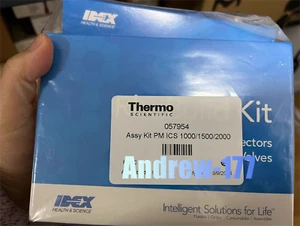 IDEX
HEALTH & SCIENCE
Kit
Thermo
SCIENTIFIC
057954
Assy Kit PM ICS 1000/1500/2000
ectors
alves
Andrew-177
IDEX
HEALTH & SCIENCE
Intelligent Solutions for Life